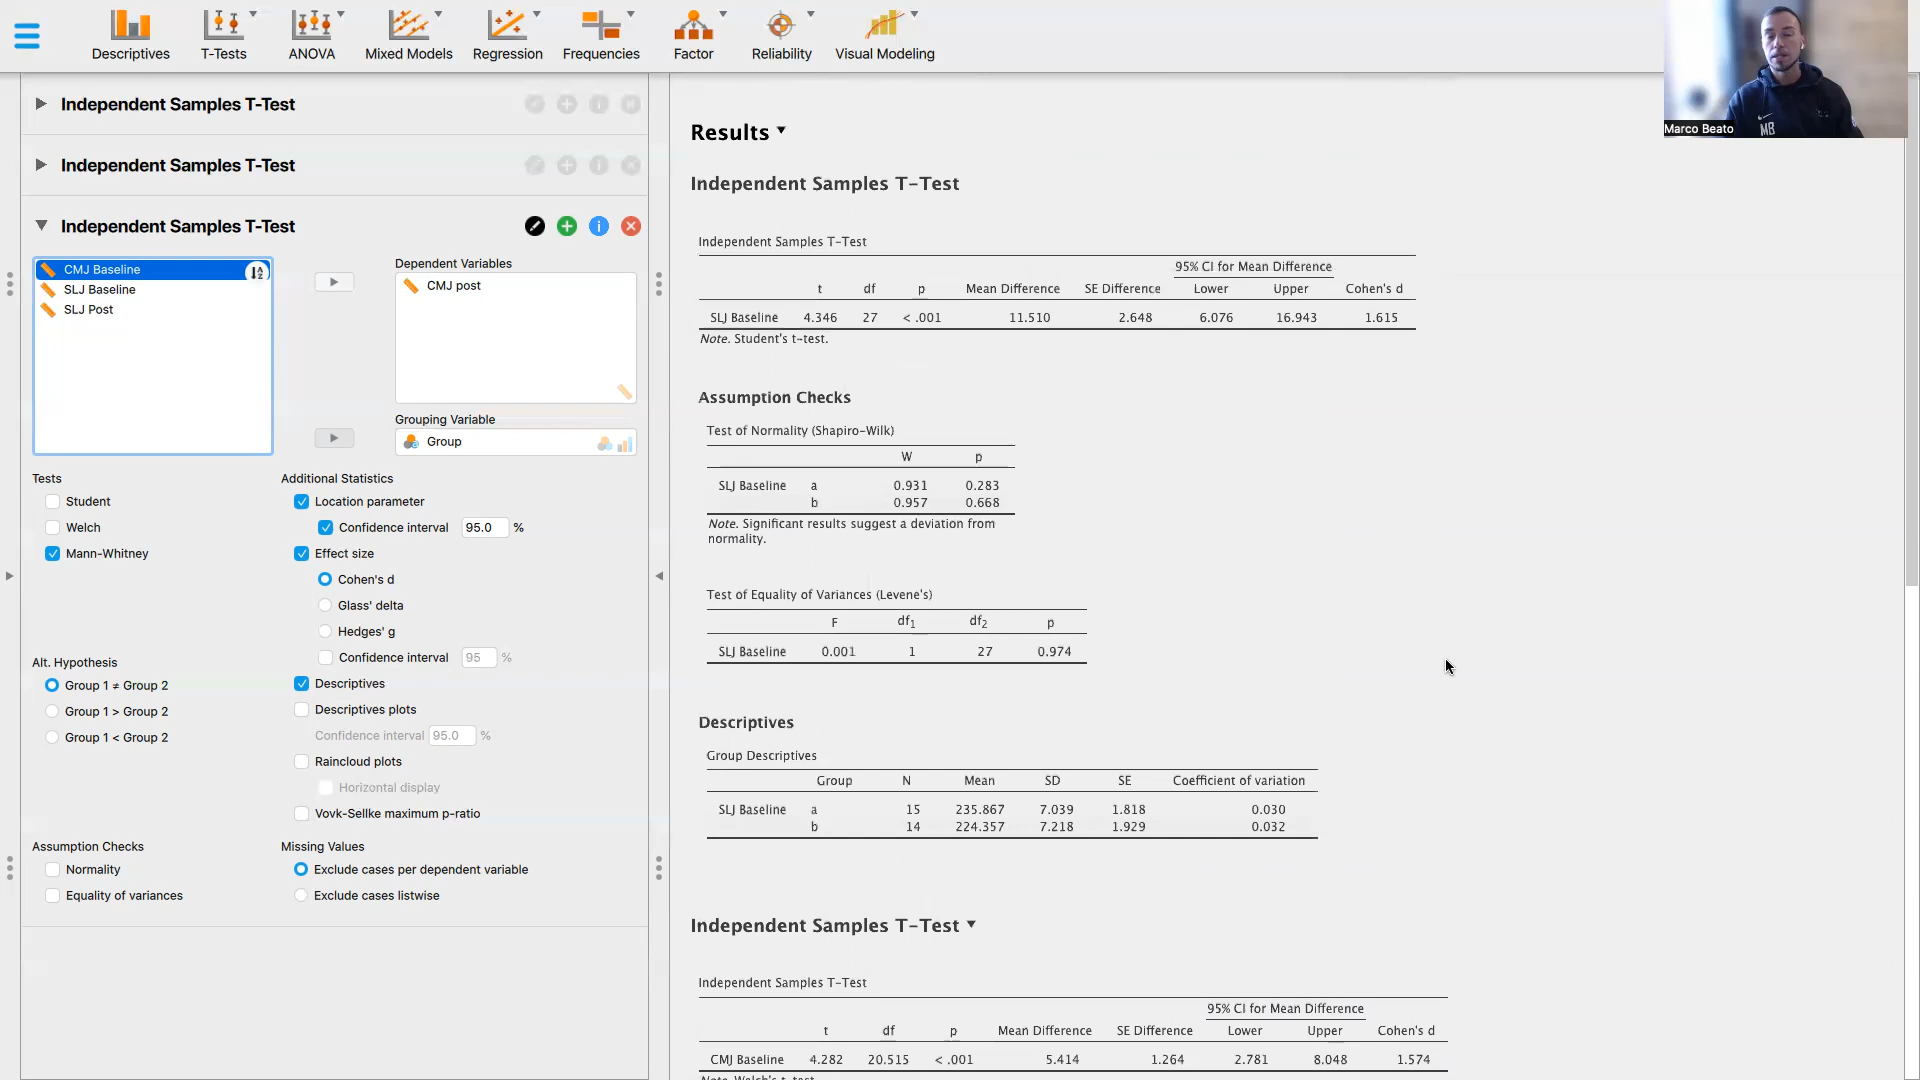 Descriptives
T-Tests
ANOVA
Mixed Models
Regression
Frequencies
Factor
Reliability
Visual Modeling
Marco Beato
MB
Independent Samples T-Test
Independent Samples T-Test
Independent Samples T-Test
CMJ Baseline
SLJ Baseline
SLJ Post
Dependent Variables
CMJ post
Grouping Variable
Group
Tests
Student
Welch
Mann-Whitney
Alt. Hypothesis
Group 1 ≠ Group 2
Group 1 > Group 2
Group 1 < Group 2
Assumption Checks
Normality
Equality of variances
Additional Statistics
Location parameter
Confidence interval 95.0 %
Effect size
Cohen's d
Glass' delta
Hedges' g
Confidence interval 95 %
Descriptives
Descriptives plots
Confidence interval 95.0 %
Raincloud plots
Horizontal display
Vovk-Sellke maximum p-ratio
Missing Values
Exclude cases per dependent variable
Exclude cases listwise
Results
Independent Samples T-Test
Independent Samples T-Test
95% CI for Mean Difference
t df p Mean Difference SE Difference Lower Upper Cohen's d
SLJ Baseline 4.346 27 < .001 11.510 2.648 6.076 16.943 1.615
Note. Student's t-test.
Assumption Checks
Test of Normality (Shapiro-Wilk)
W p
SLJ Baseline a 0.931 0.283
b 0.957 0.668
Note. Significant results suggest a deviation from
normality.
Test of Equality of Variances (Levene's)
F df1 df2 p
SLJ Baseline 0.001 1 27 0.974
Descriptives
Group Descriptives
Group N Mean SD SE Coefficient of variation
SLJ Baseline a 15 235.867 7.039 1.818 0.030
b 14 224.357 7.218 1.929 0.032
Independent Samples T-Test
Independent Samples T-Test
95% CI for Mean Difference
t df p Mean Difference SE Difference Lower Upper Cohen's d
CMJ Baseline 4.282 20.515 < .001 5.414 1.264 2.781 8.048 1.574
Note. Welch's t-test.